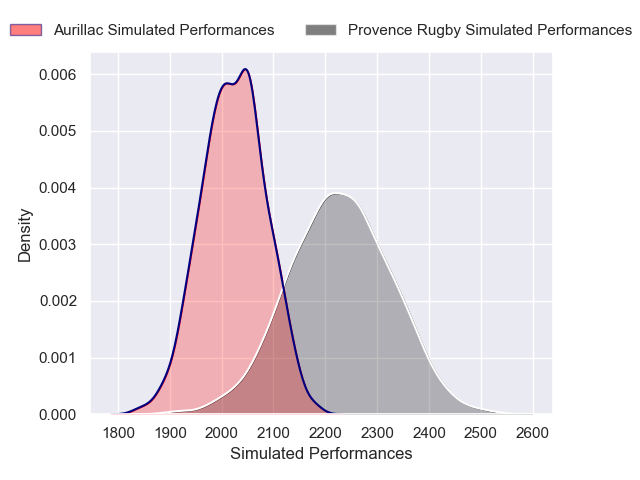 Aurillac Simulated Performances Provence Rugby Simulated Performances
0.006
0.005
0.004
0.003
0.002
0.001
0.000
Density
1800 1900 2000 2100 2200 2300 2400 2500 2600
Simulated Performances